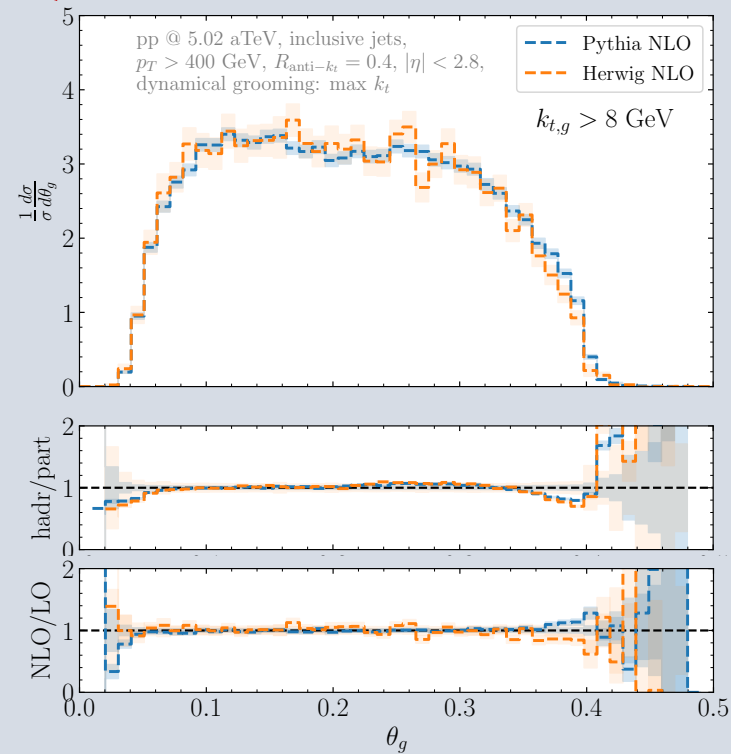 5
4
3
2
1
0
1/σ dσ/dθ_g
pp @ 5.02 aTeV, inclusive jets,
p_T > 400 GeV, R_anti−k_t = 0.4, |η| < 2.8,
dynamical grooming: max k_t
Pythia NLO
Herwig NLO
k_t,g > 8 GeV
2
1
0
hadr/part
2
1
0
NLO/LO
0.0 0.1 0.2 0.3 0.4 0.5
θ_g